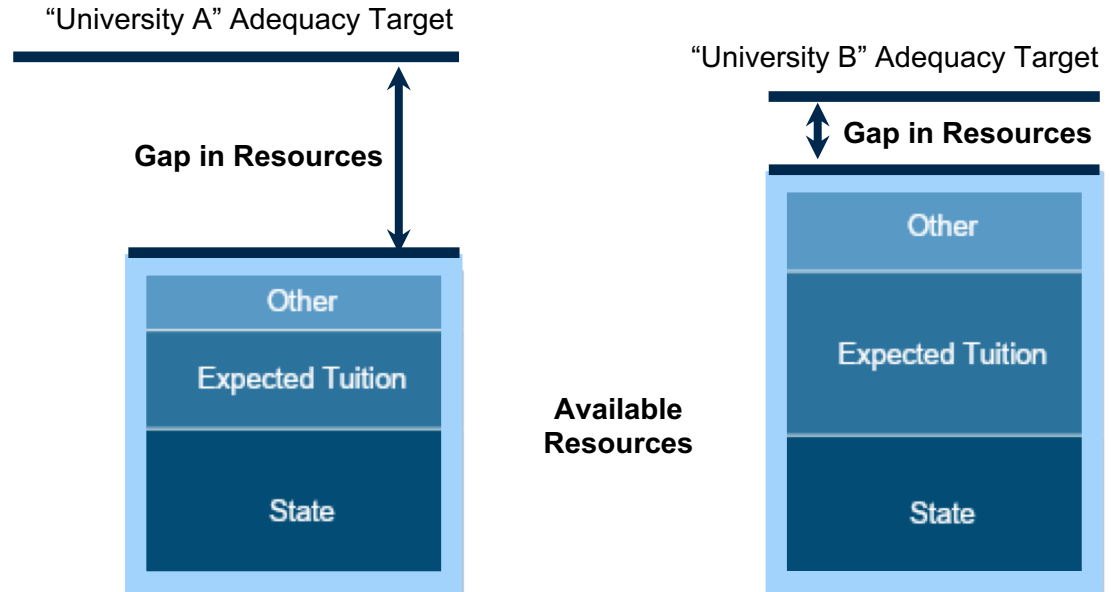 “University A” Adequacy Target
“University B” Adequacy Target
Gap in Resources
Gap in Resources
Other
Expected Tuition
State
Available
Resources
Other
Expected Tuition
State